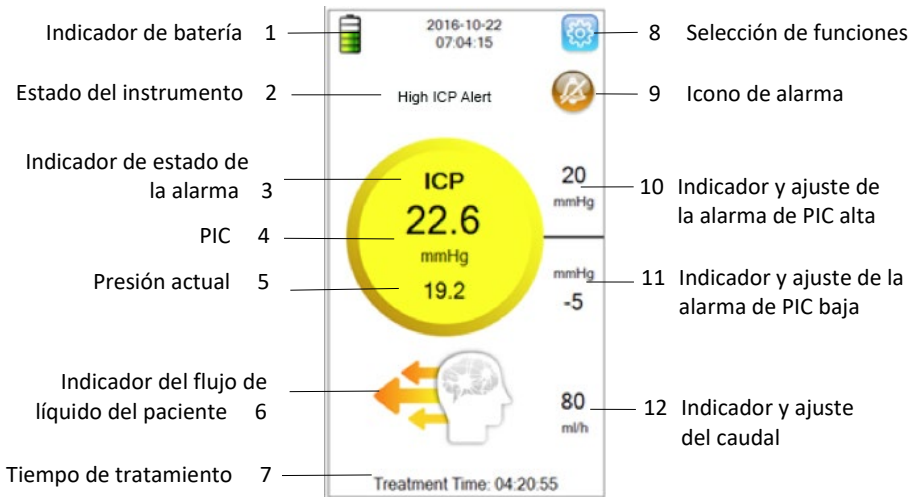 Indicador de batería 1
2016-10-22
07:04:15
8 Selección de funciones
Estado del instrumento 2
High ICP Alert
9 Icono de alarma
Indicador de estado de
la alarma 3
ICP
20
mmHg
10 Indicador y ajuste de
la alarma de PIC alta
PIC 4
22.6
mmHg
Presión actual 5
19.2
mmHg
-5
11 Indicador y ajuste de la
alarma de PIC baja
Indicador del flujo de
líquido del paciente 6
80
ml/h
12 Indicador y ajuste
del caudal
Tiempo de tratamiento 7
Treatment Time: 04:20:55